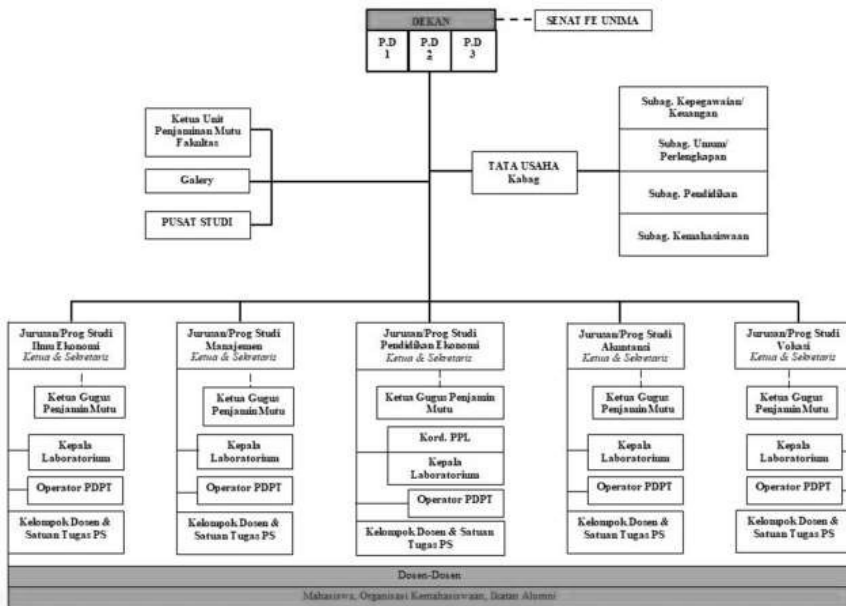 DEKAN
SENAT FE UNIMA
P.D
1
P.D
2
P.D
3
Ketua Unit
Penjaminan Mutu
Fakultas
Galery
PUSAT STUDI
TATA USAHA
Kabag
Subag. Kepegawaian/
Keuangan
Subag. Umum/
Perlengkapan
Subag. Pendidikan
Subag. Kemahasiswaan
Jurusan/Prog Studi
Ilmu Ekonomi
Ketua & Sekretaris
Ketua Gugus
Penjamin Mutu
Kepala
Laboratorium
Operator PDPT
Kelompok Dosen &
Satuan Tugas PS
Jurusan/Prog Studi
Manajemen
Ketua & Sekretaris
Ketua Gugus
Penjamin Mutu
Kepala
Laboratorium
Operator PDPT
Kelompok Dosen &
Satuan Tugas PS
Jurusan/Prog Studi
Pendidikan Ekonomi
Ketua & Sekretaris
Ketua Gugus Penjamin
Mutu
Kord. PPL
Kepala
Laboratorium
Operator PDPT
Kelompok Dosen & Satuan
Tugas PS
Jurusan/Prog Studi
Akuntansi
Ketua & Sekretaris
Ketua Gugus
Penjamin Mutu
Kepala
Laboratorium
Operator PDPT
Kelompok Dosen &
Satuan Tugas PS
Jurusan/Prog Studi
Vokasi
Ketua & Sekretaris
Ketua Gugus
Penjamin Mutu
Kepala
Laboratorium
Operator PDPT
Kelompok Dosen &
Satuan Tugas PS
Dosen-Dosen
Mahasiswa, Organisasi Kemahasiswaan, Ikatan Alumni